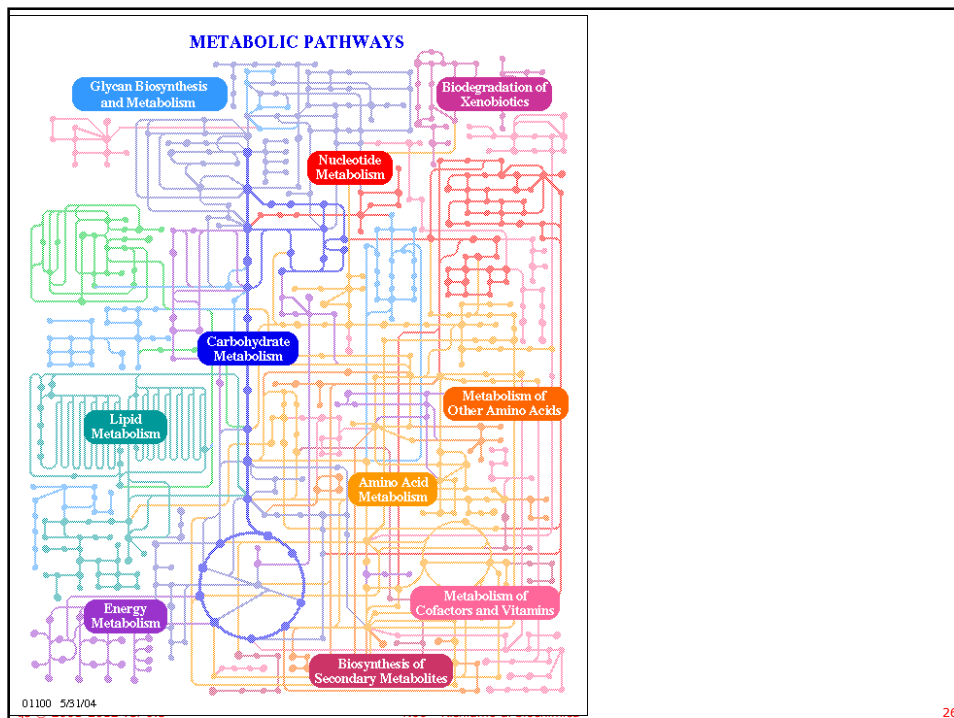 METABOLIC PATHWAYS
Glycan Biosynthesis
and Metabolism
Biodegradation of
Xenobiotics
Nucleotide
Metabolism
Carbohydrate
Metabolism
Metabolism of
Other Amino Acids
Lipid
Metabolism
Amino Acid
Metabolism
Metabolism of
Cofactors and Vitamins
Energy
Metabolism
Biosynthesis of
Secondary Metabolites
01100 5/31/04
26